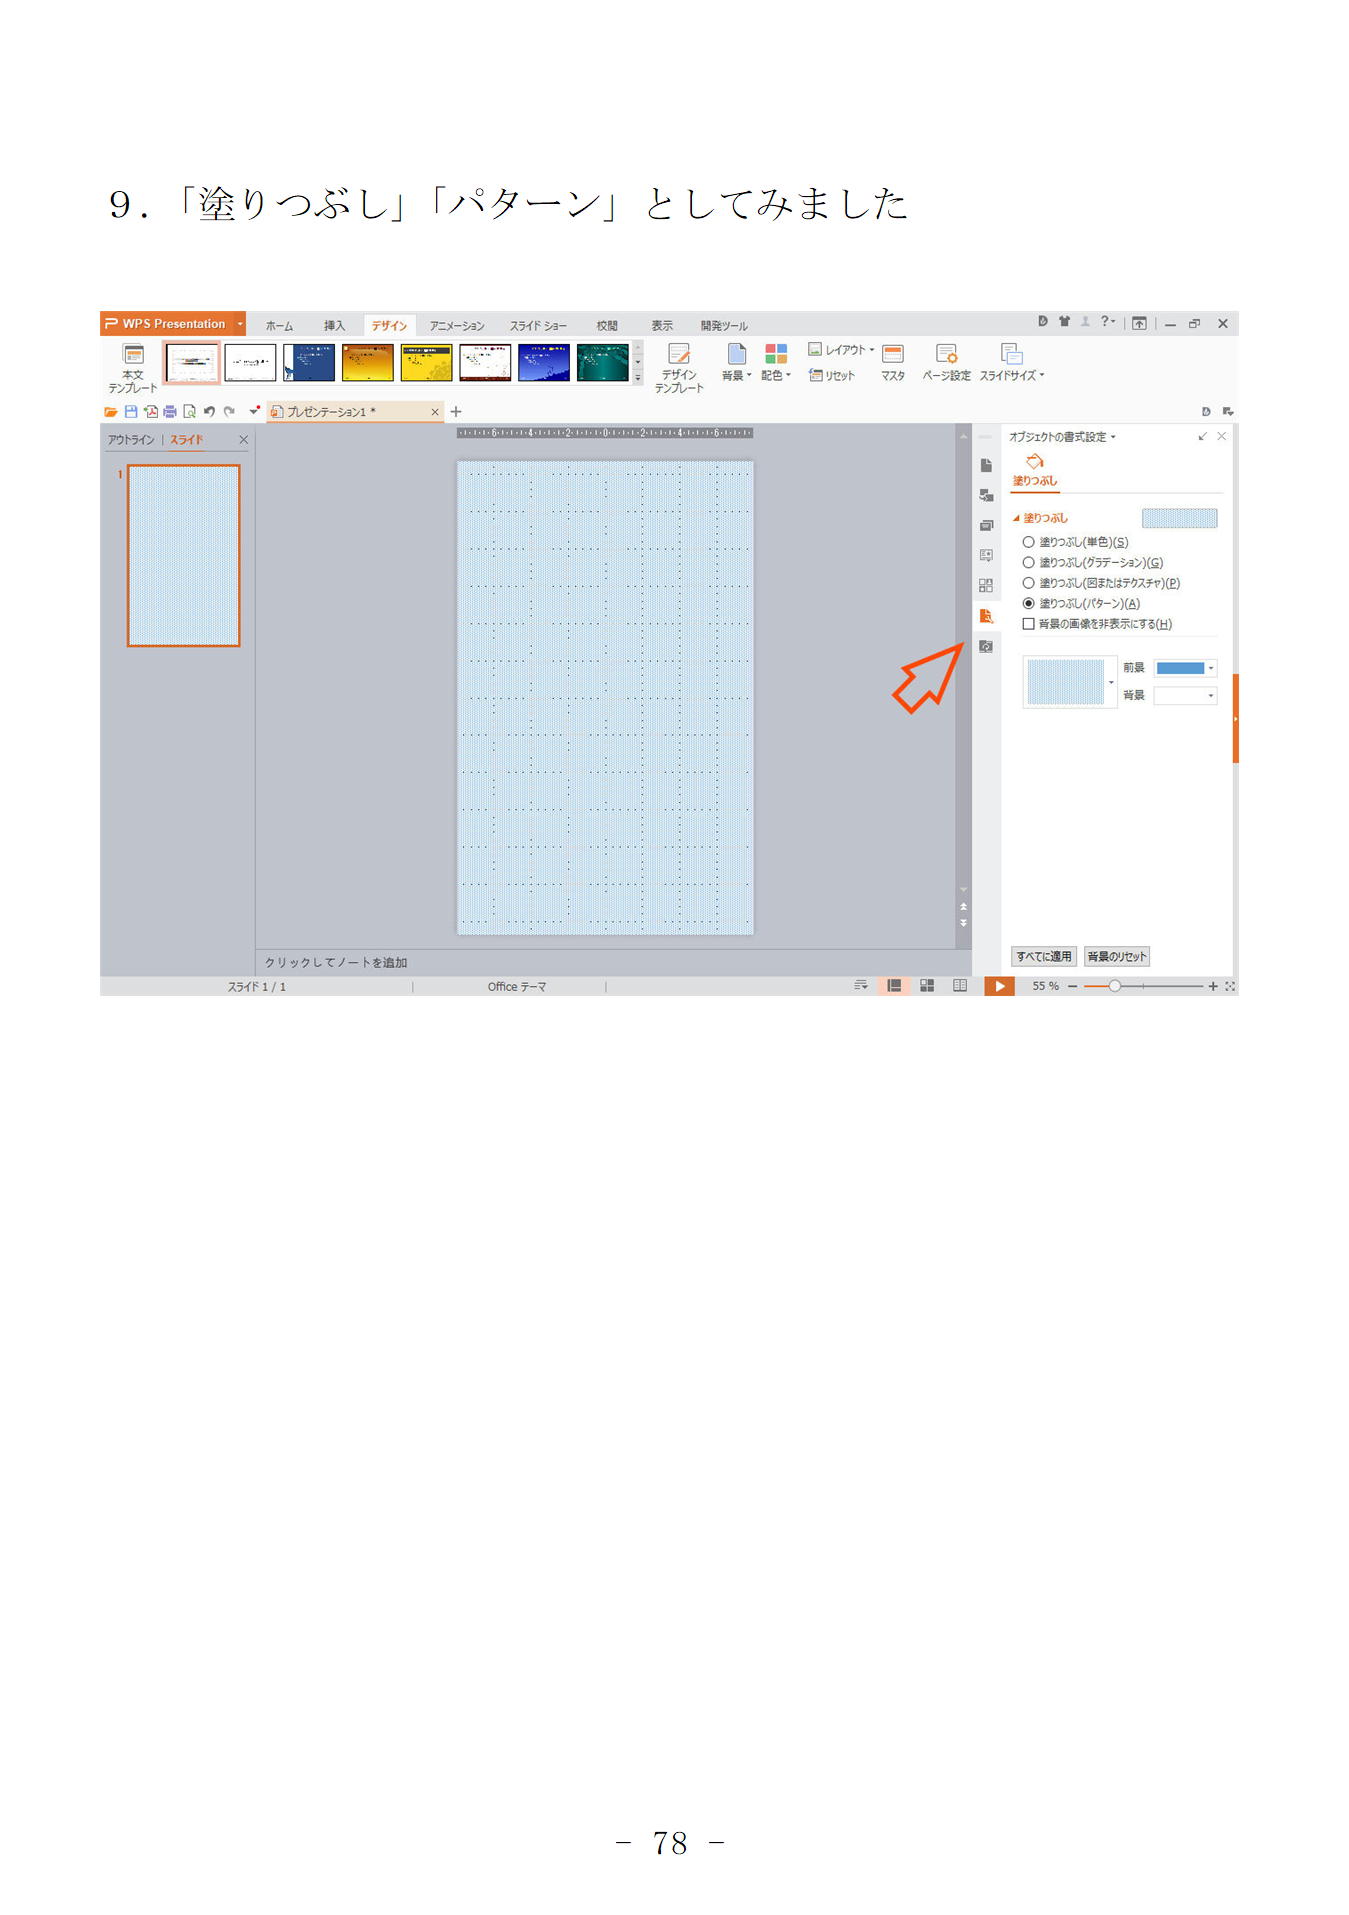 ９．「塗りつぶし」「パターン」としてみました
WPS Presentation
ホーム 挿入 デザイン アニメーション スライド ショー 校閲 表示 開発ツール
本文
テンプレート
デザイン
テンプレート
背景 配色 レイアウト リセット マスタ ページ設定 スライドサイズ
プレゼンテーション1 *
アウトライン スライド
1
6 4 2 0 2 4 6
オブジェクトの書式設定
塗りつぶし
塗りつぶし
塗りつぶし(単色)(S)
塗りつぶし(グラデーション)(G)
塗りつぶし(図またはテクスチャ)(P)
塗りつぶし(パターン)(A)
背景の画像を非表示にする(H)
前景
背景
すべてに適用 背景のリセット
クリックしてノートを追加
スライド 1 / 1 Office テーマ 55 %
- 78 -